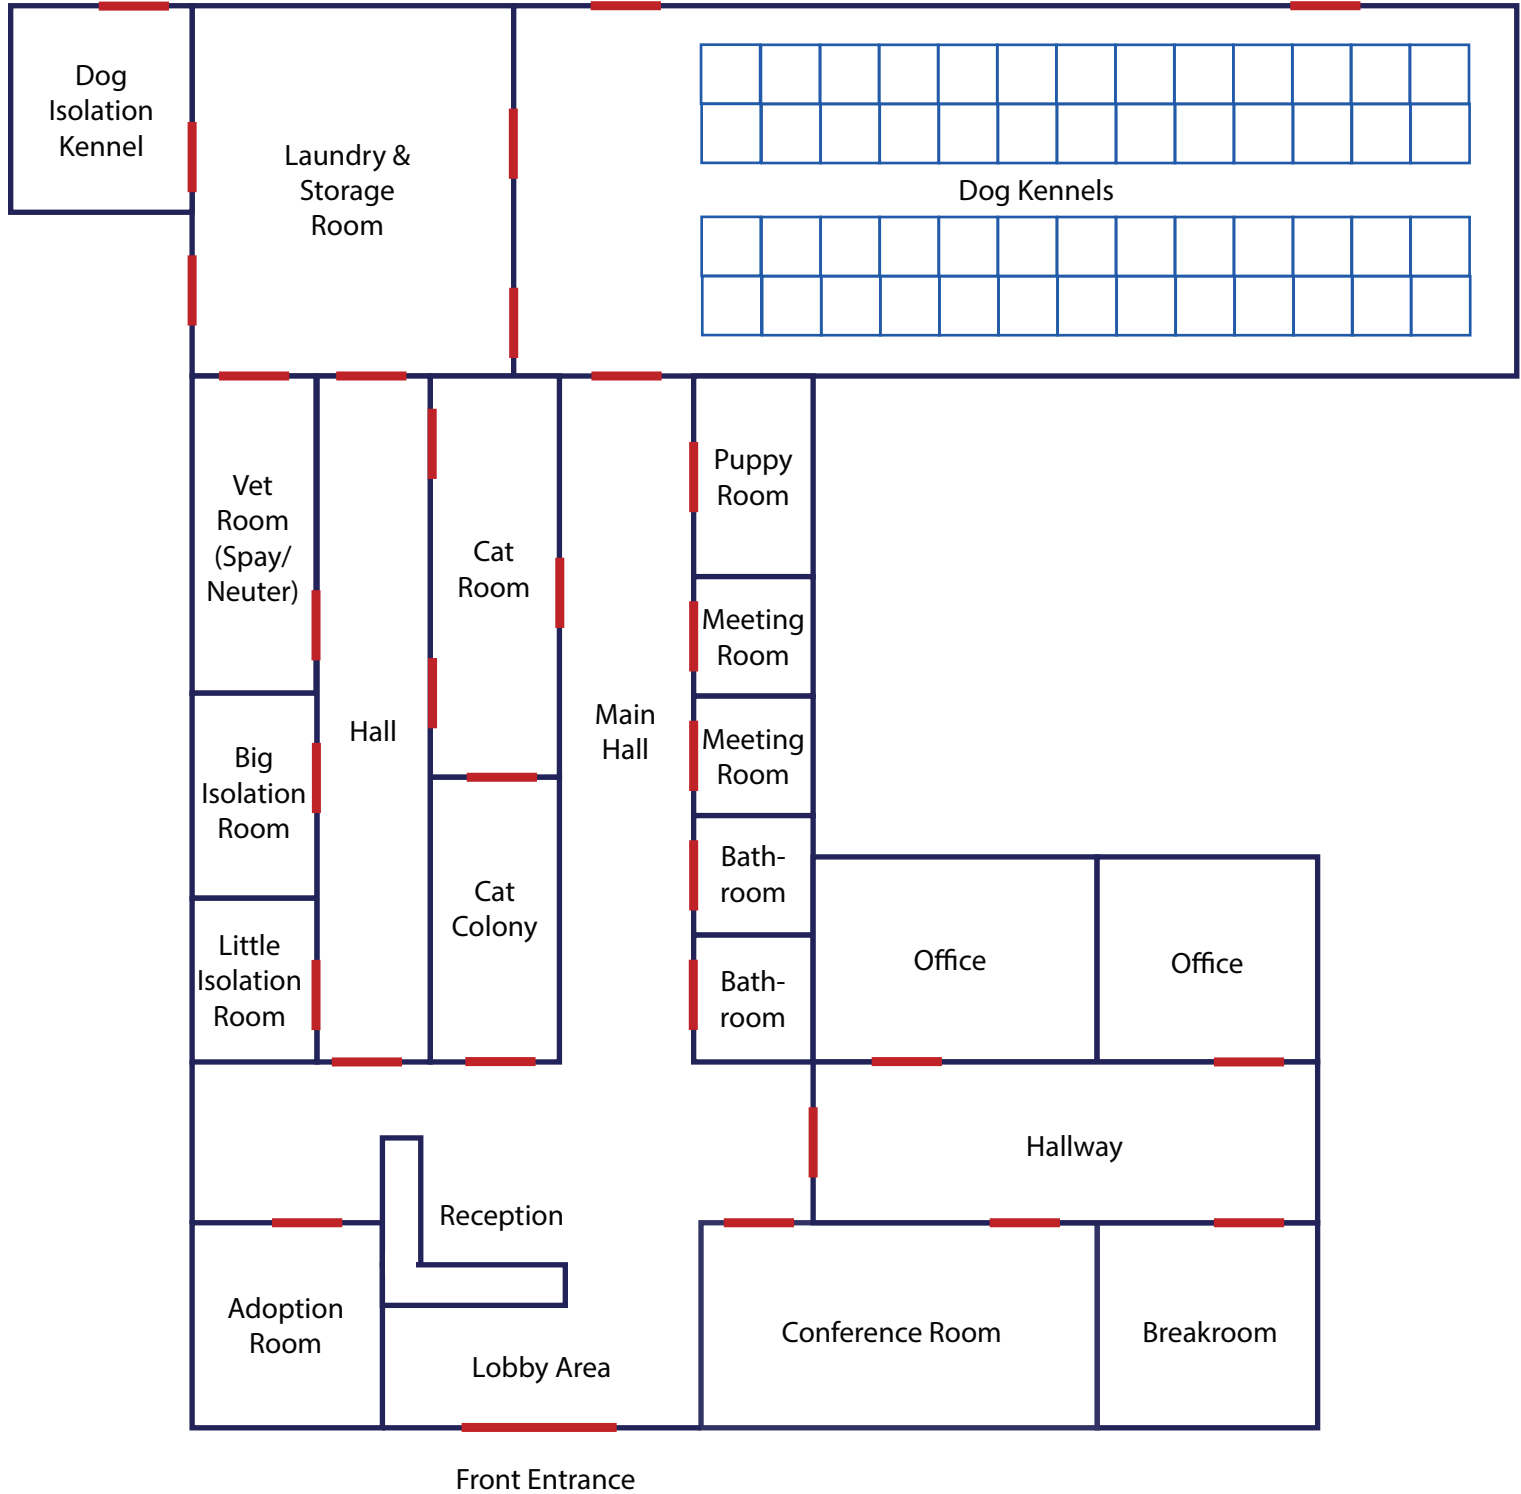 Dog
Isolation
Kennel
Laundry &
Storage
Room
Dog Kennels
Vet
Room
(Spay/
Neuter)
Big
Isolation
Room
Little
Isolation
Room
Hall
Cat
Room
Cat
Colony
Main
Hall
Puppy
Room
Meeting
Room
Meeting
Room
Bath-
room
Bath-
room
Office
Office
Hallway
Reception
Adoption
Room
Lobby Area
Conference Room
Breakroom
Front Entrance